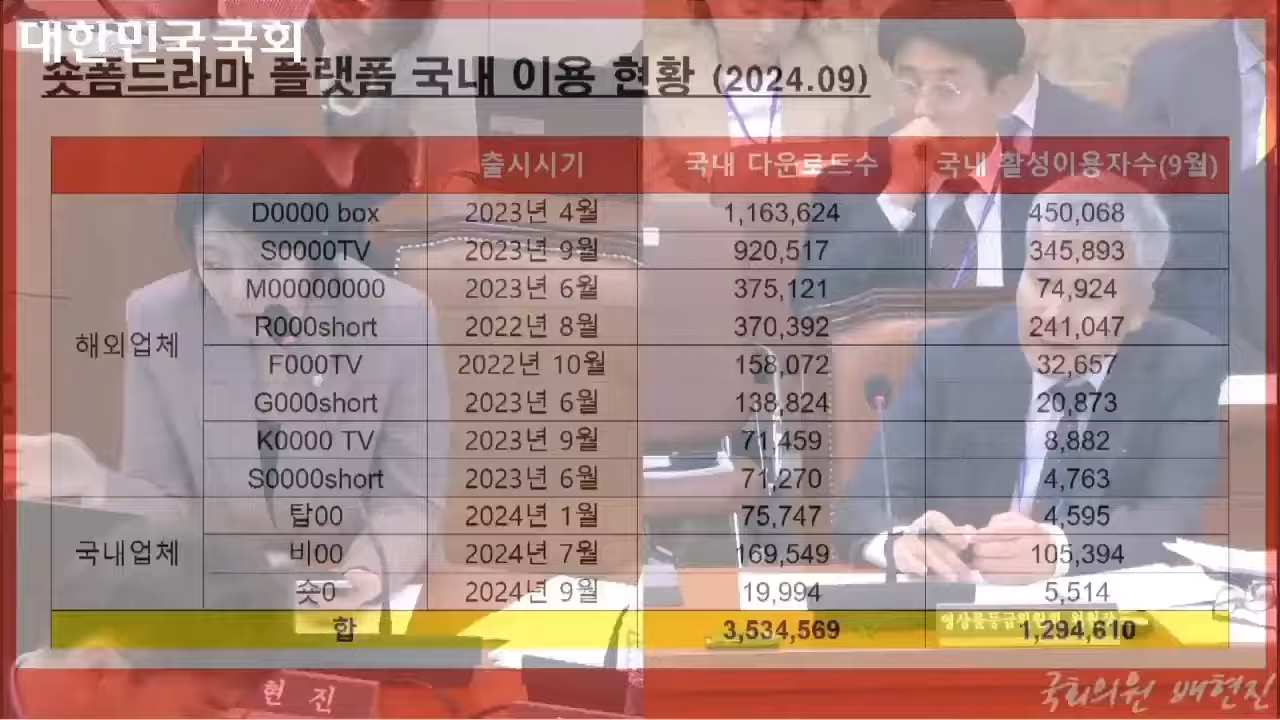 대한민국국회
숏폼드라마 플랫폼 국내 이용 현황 (2024.09)
출시시기 국내 다운로드수 국내 활성이용자수(9월)
해외업체
D0000 box 2023년 4월 1,163,624 450,068
S0000TV 2023년 9월 920,517 345,893
M00000000 2023년 6월 375,121 74,924
R000short 2022년 8월 370,392 241,047
F000TV 2022년 10월 158,072 32,657
G000short 2023년 6월 138,824 20,873
K0000 TV 2023년 9월 71,459 8,882
S0000short 2023년 6월 71,270 4,763
국내업체
탑00 2024년 1월 75,747 4,595
비00 2024년 7월 169,549 105,394
숏0 2024년 9월 19,994 5,514
합 3,534,569 1,294,610
현 진
국회의원 배현진